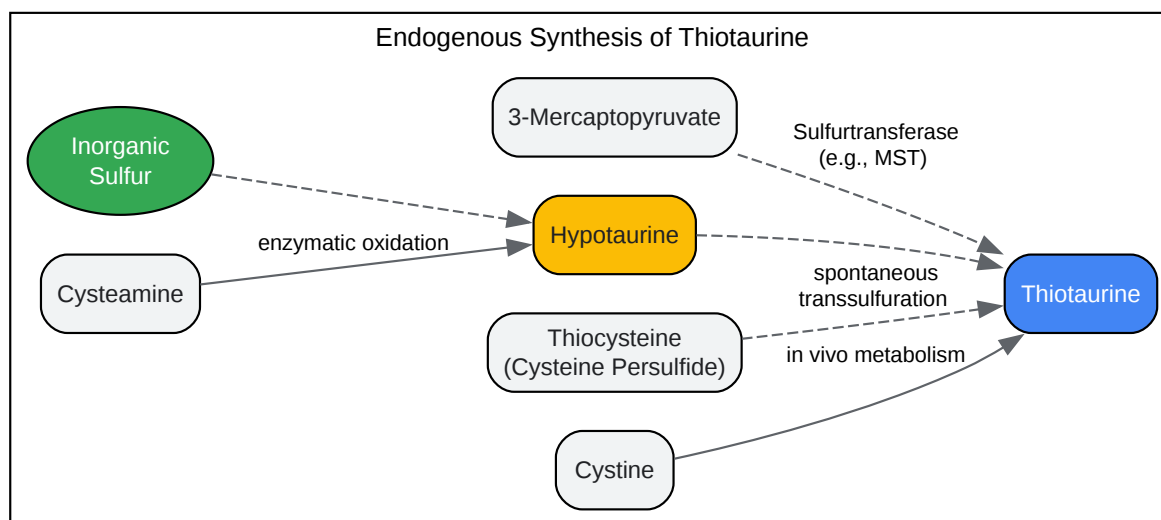 Endogenous Synthesis of Thiotaurine
3-Mercaptopyruvate
Sulfurtransferase
(e.g., MST)
Inorganic
Sulfur
enzymatic oxidation
Hypotaurine
Cysteamine
spontaneous
transsulfuration
Thiotaurine
Thiocysteine
(Cysteine Persulfide)
in vivo metabolism
Cystine